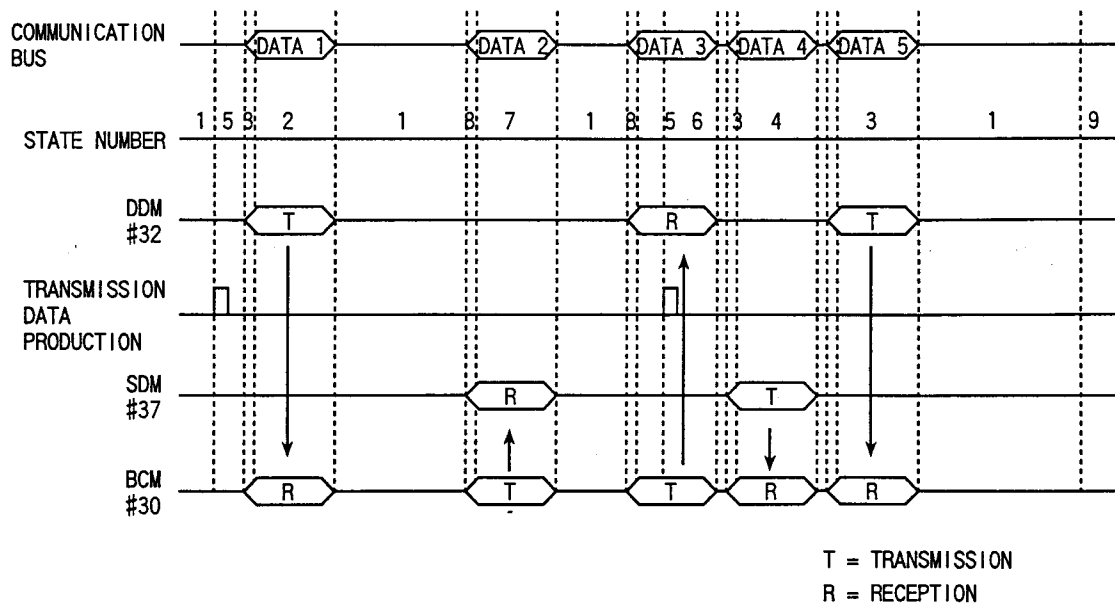 COMMUNICATION
BUS
DATA 1 DATA 2 DATA 3 DATA 4 DATA 5
STATE NUMBER
1 5 8 2 1 8 7 1 8 5 6 3 4 3 1 9
DDM
#32
T R T
TRANSMISSION
DATA
PRODUCTION
SDM
#37
R T
BCM
#30
R T T R R
T = TRANSMISSION
R = RECEPTION